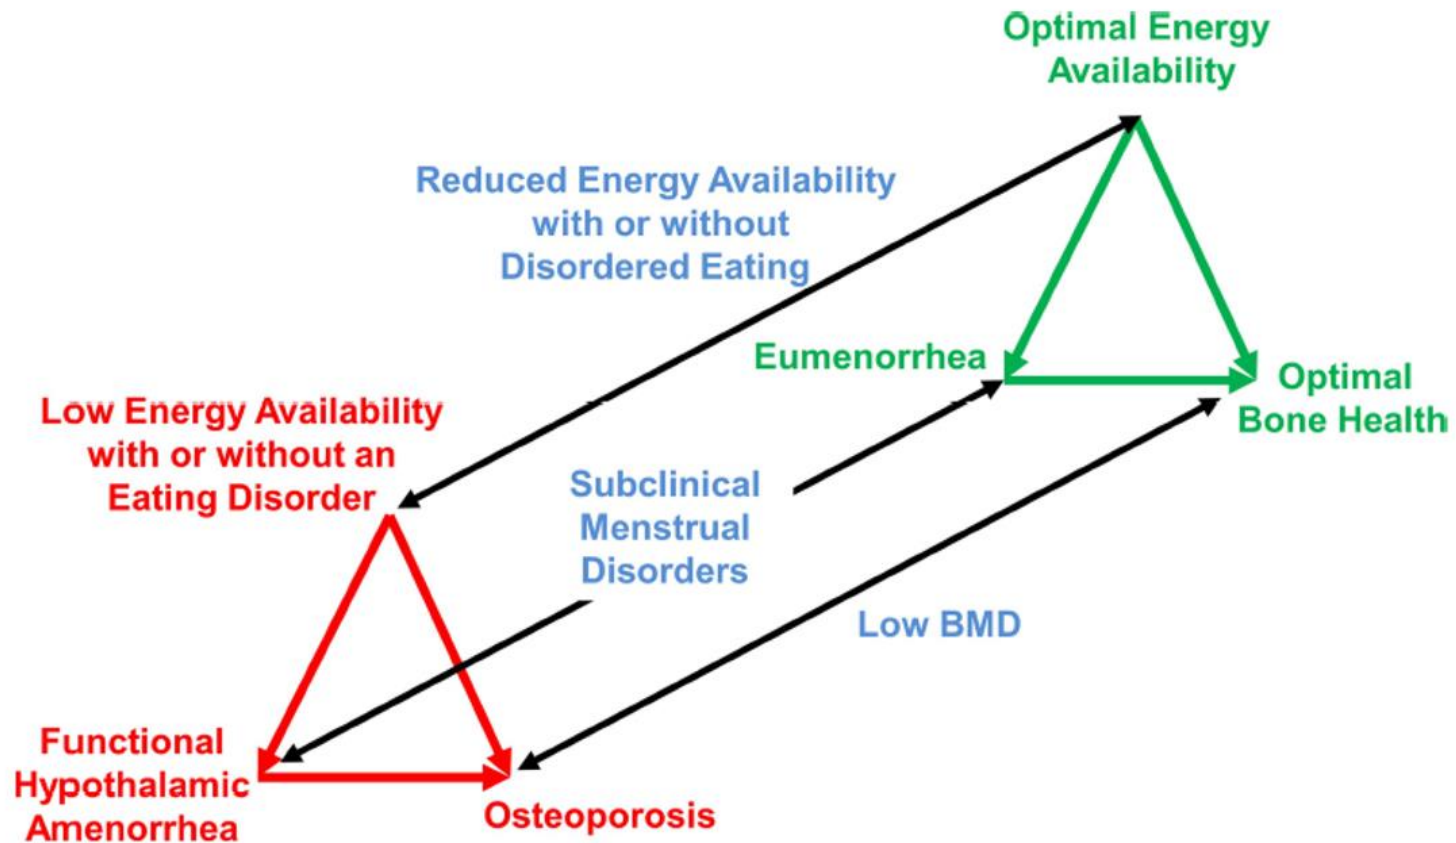 Optimal Energy
Availability
Reduced Energy Availability
with or without
Disordered Eating
Eumenorrhea
Optimal
Bone Health
Low Energy Availability
with or without an
Eating Disorder
Subclinical
Menstrual
Disorders
Low BMD
Functional
Hypothalamic
Amenorrhea
Osteoporosis